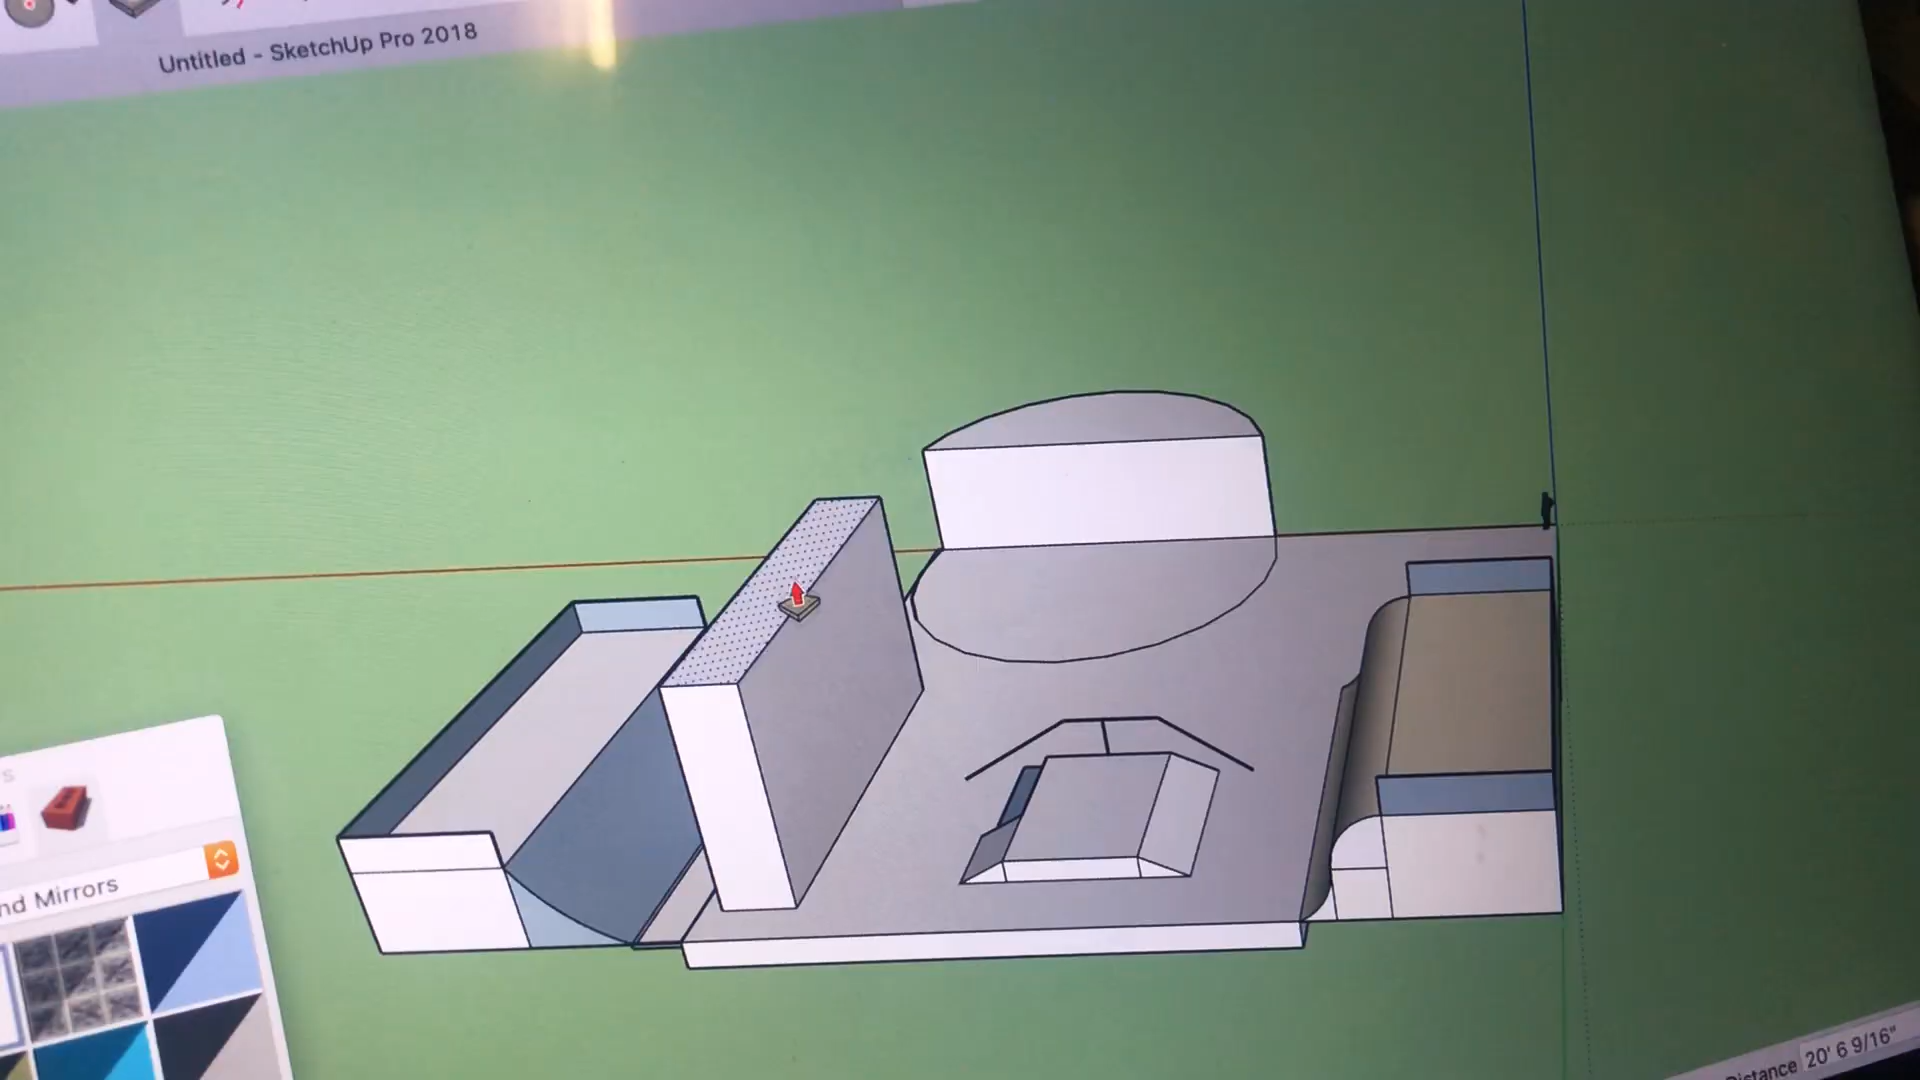 Untitled - SketchUp Pro 2018
s
nd Mirrors
Distance 20' 6 9/16"